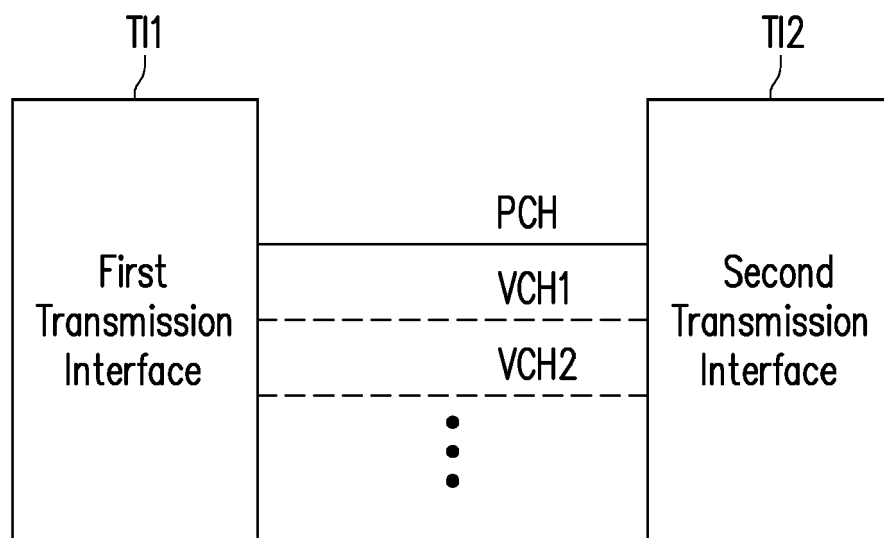 TI1
TI2
First
Transmission
Interface
PCH
VCH1
VCH2
Second
Transmission
Interface